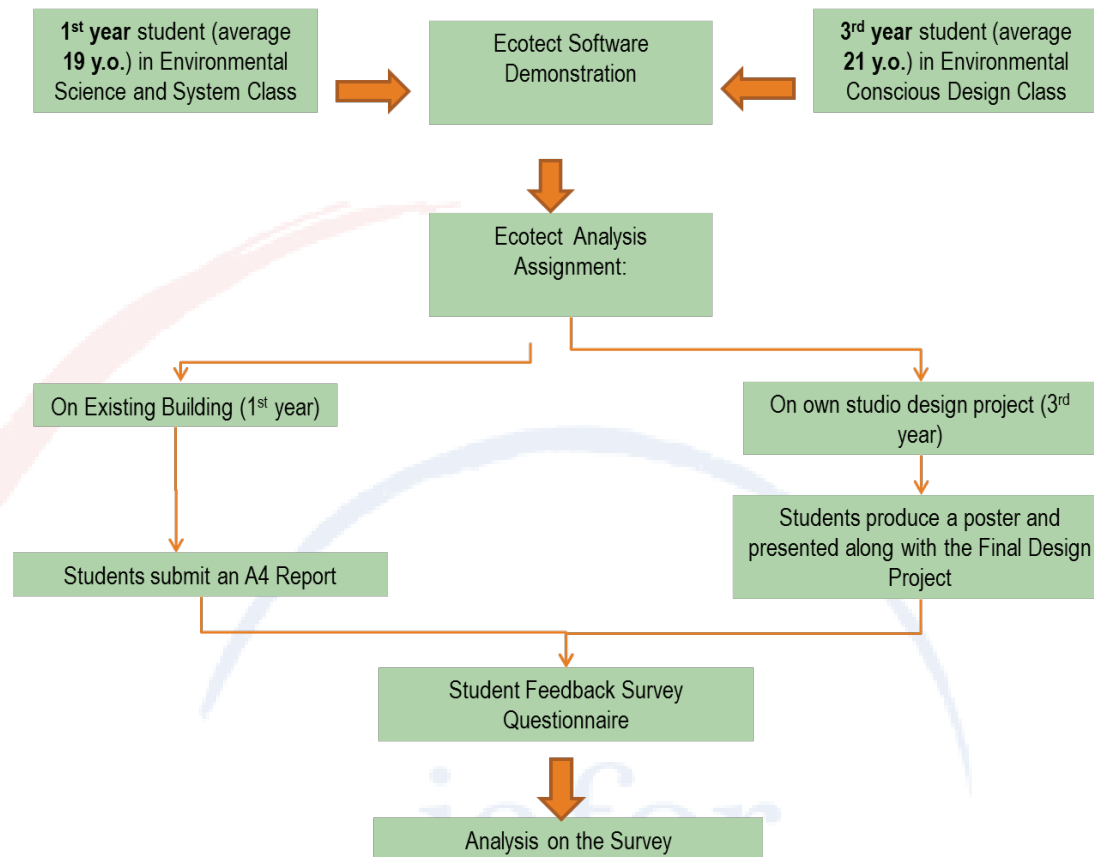 1st year student (average
19 y.o.) in Environmental
Science and System Class
Ecotect Software
Demonstration
3rd year student (average
21 y.o.) in Environmental
Conscious Design Class
Ecotect Analysis
Assignment:
On Existing Building (1st year)
On own studio design project (3rd
year)
Students submit an A4 Report
Students produce a poster and
presented along with the Final Design
Project
Student Feedback Survey
Questionnaire
iafor
Analysis on the Survey